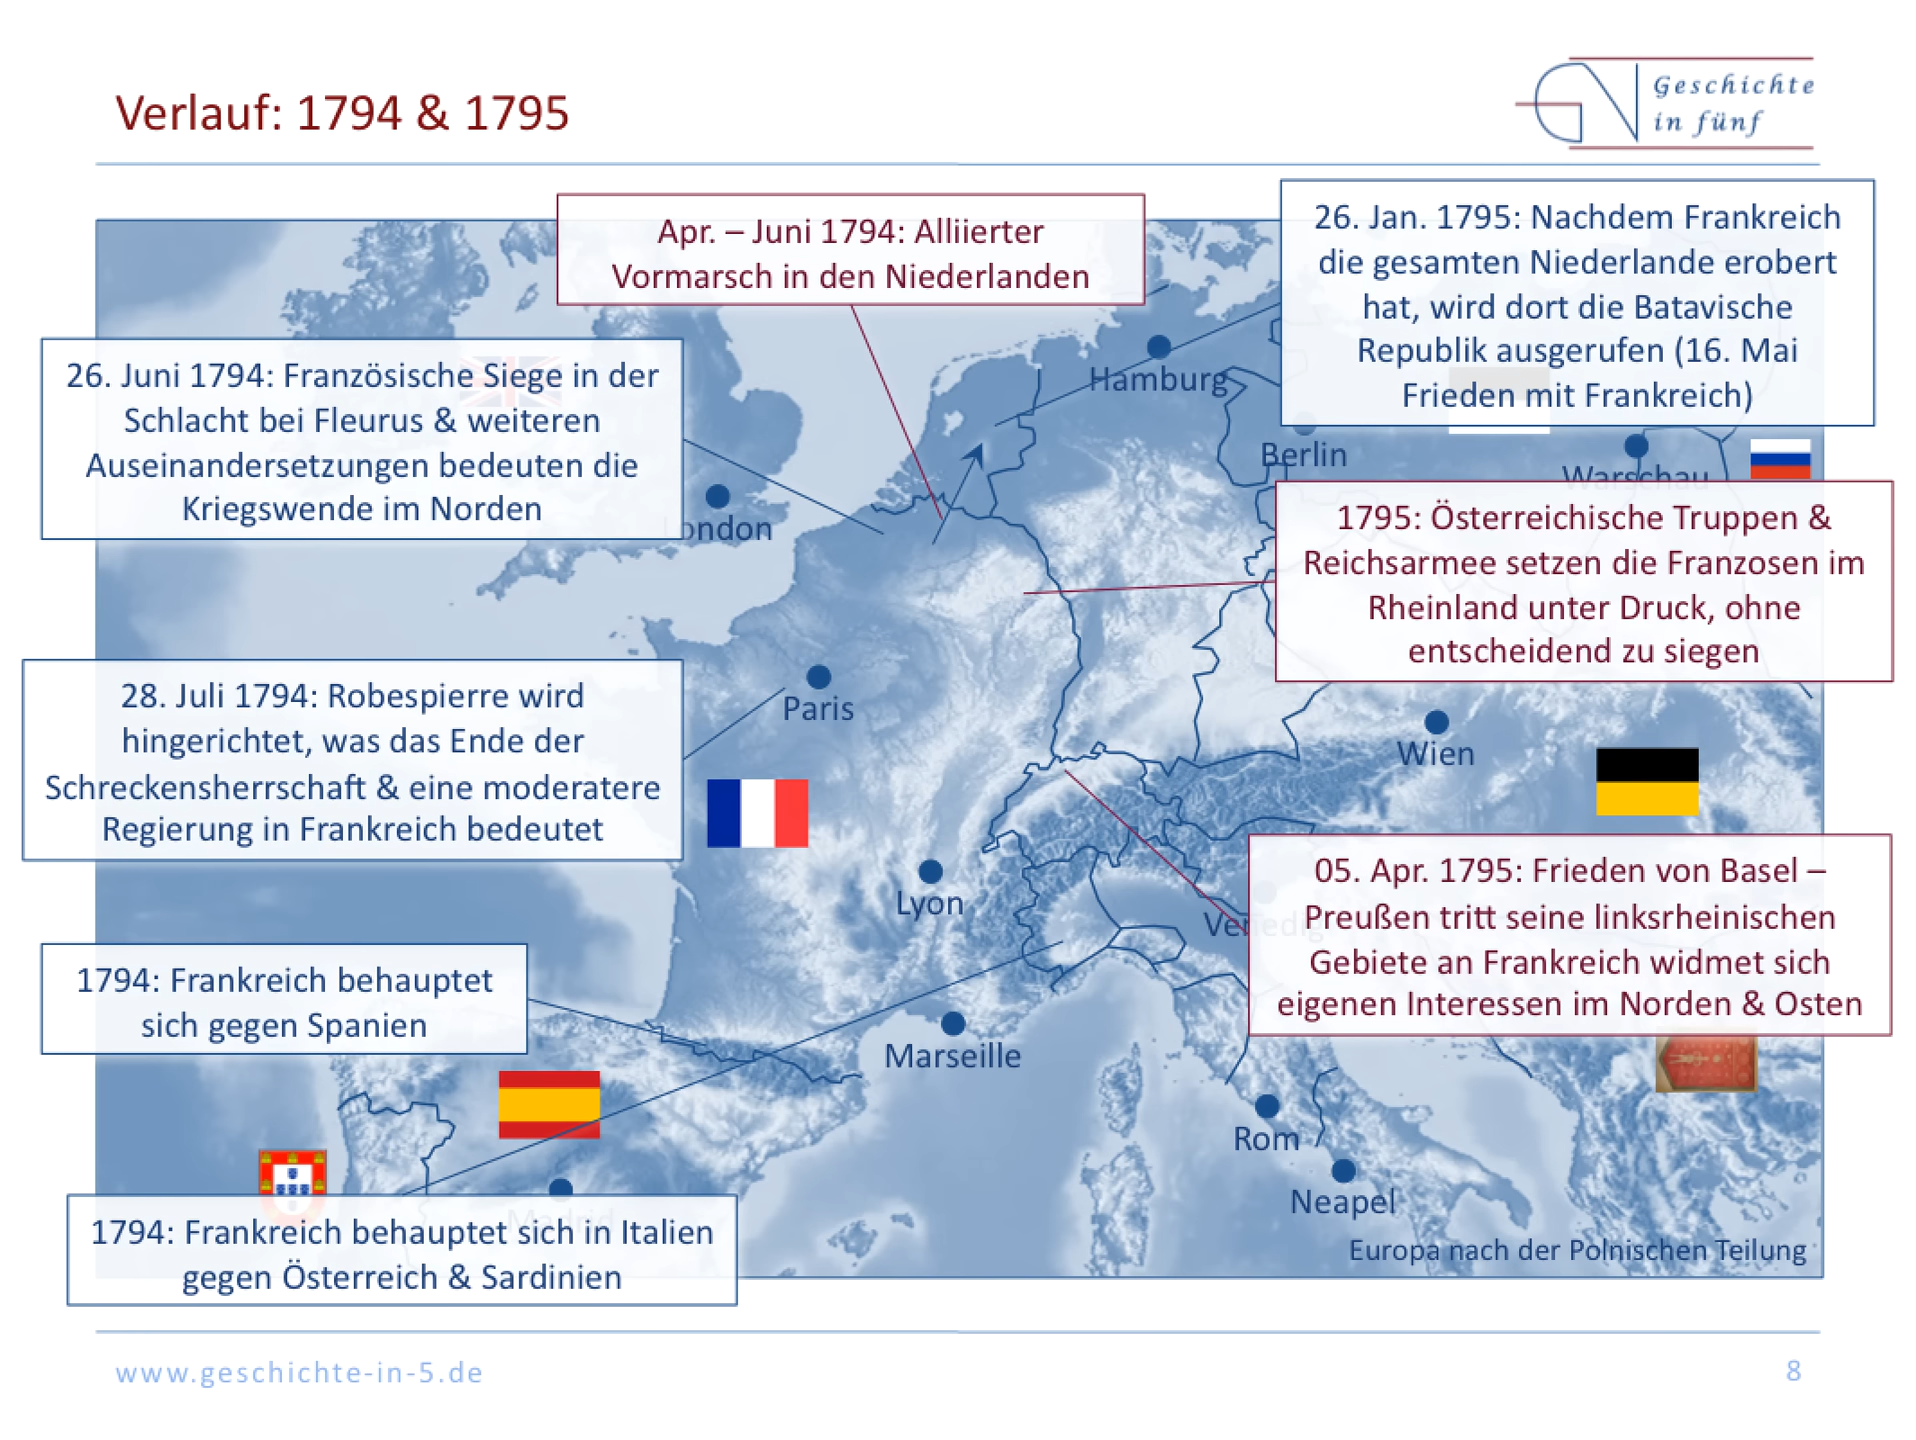 Verlauf: 1794 & 1795
Geschichte
in fünf
Apr. – Juni 1794: Alliierter
Vormarsch in den Niederlanden
26. Jan. 1795: Nachdem Frankreich
die gesamten Niederlande erobert
hat, wird dort die Batavische
Republik ausgerufen (16. Mai
Frieden mit Frankreich)
26. Juni 1794: Französische Siege in der
Schlacht bei Fleurus & weiteren
Auseinandersetzungen bedeuten die
Kriegswende im Norden
Hamburg
Berlin
Warschau
London
1795: Österreichische Truppen &
Reichsarmee setzen die Franzosen im
Rheinland unter Druck, ohne
entscheidend zu siegen
28. Juli 1794: Robespierre wird
hingerichtet, was das Ende der
Schreckensherrschaft & eine moderatere
Regierung in Frankreich bedeutet
Paris
Wien
Lyon
Venedig
05. Apr. 1795: Frieden von Basel –
Preußen tritt seine linksrheinischen
Gebiete an Frankreich widmet sich
eigenen Interessen im Norden & Osten
1794: Frankreich behauptet
sich gegen Spanien
Marseille
Rom
Neapel
Madrid
1794: Frankreich behauptet sich in Italien
gegen Österreich & Sardinien
Europa nach der Polnischen Teilung
www.geschichte-in-5.de
8